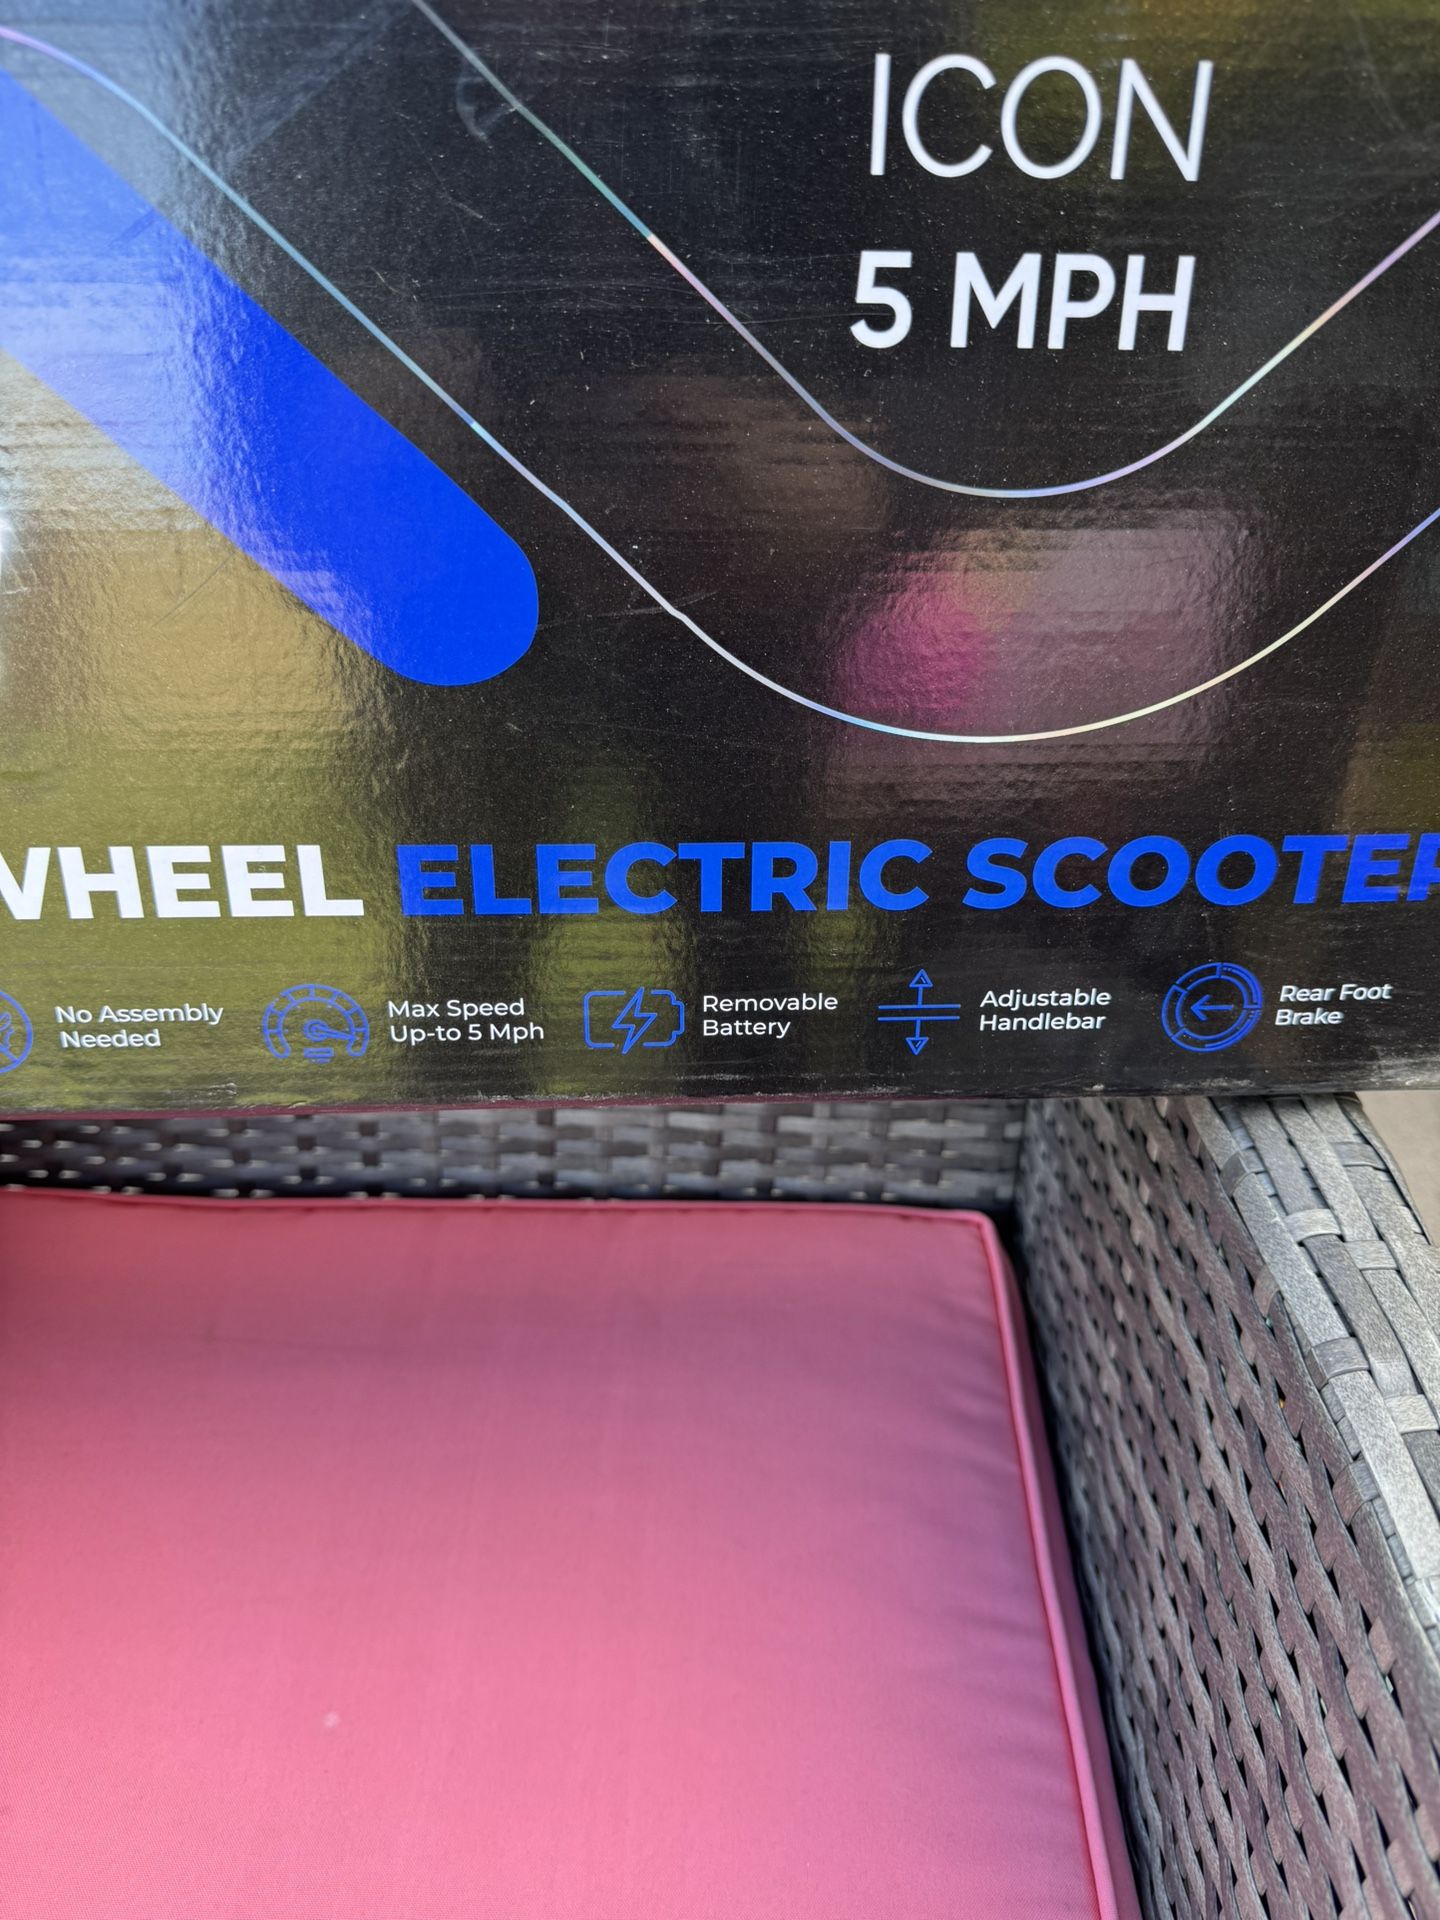 ICON
5 MPH
WHEEL ELECTRIC SCOOTER
No Assembly
Needed
Max Speed
Up-to 5 Mph
Removable
Battery
Adjustable
Handlebar
Rear Foot
Brake